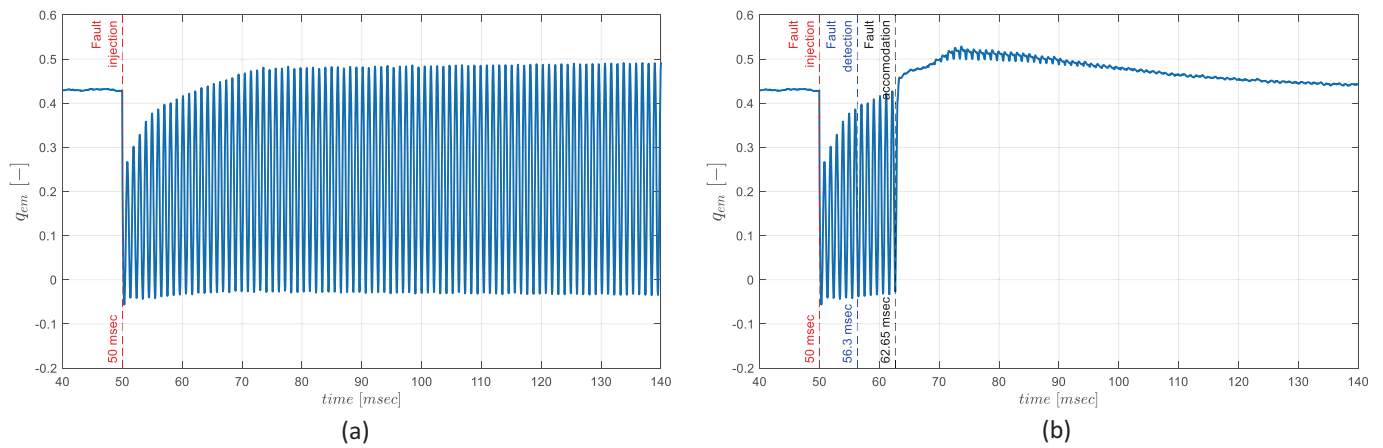 0.6
0.5
0.4
0.3
0.2
0.1
0
-0.1
-0.2
q_em [−]
Fault
injection
50 msec
40 50 60 70 80 90 100 110 120 130 140
time [msec]
(a)
0.6
0.5
0.4
0.3
0.2
0.1
0
-0.1
-0.2
q_em [−]
Fault
injection
Fault
detection
Fault
accomodation
50 msec
56.3 msec
62.65 msec
40 50 60 70 80 90 100 110 120 130 140
time [msec]
(b)